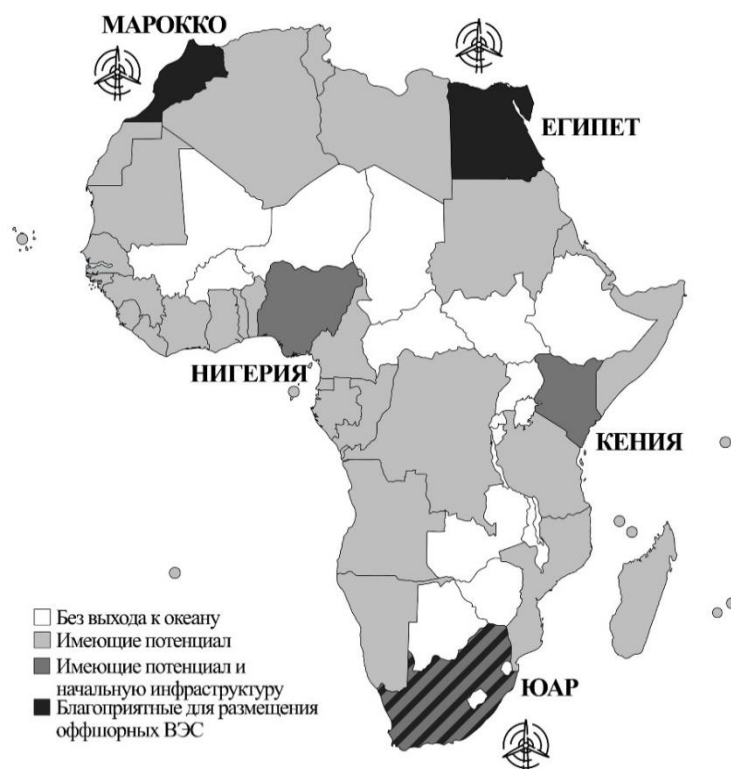 МАРОККО
ЕГИПЕТ
НИГЕРИЯ
КЕНИЯ
ЮАР
Без выхода к океану
Имеющие потенциал
Имеющие потенциал и
начальную инфраструктуру
Благоприятные для размещения
оффшорных ВЭС